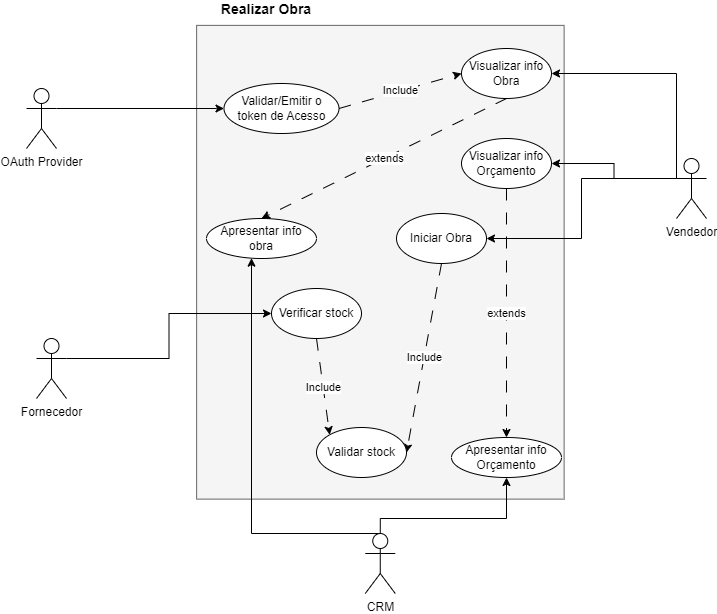 Realizar Obra
Visualizar info
Obra
Include
Validar/Emitir o
token de Acesso
OAuth Provider
extends
Visualizar info
Orçamento
Vendedor
Apresentar info
obra
Iniciar Obra
Verificar stock
extends
Include
Include
Fornecedor
Validar stock
Apresentar info
Orçamento
CRM